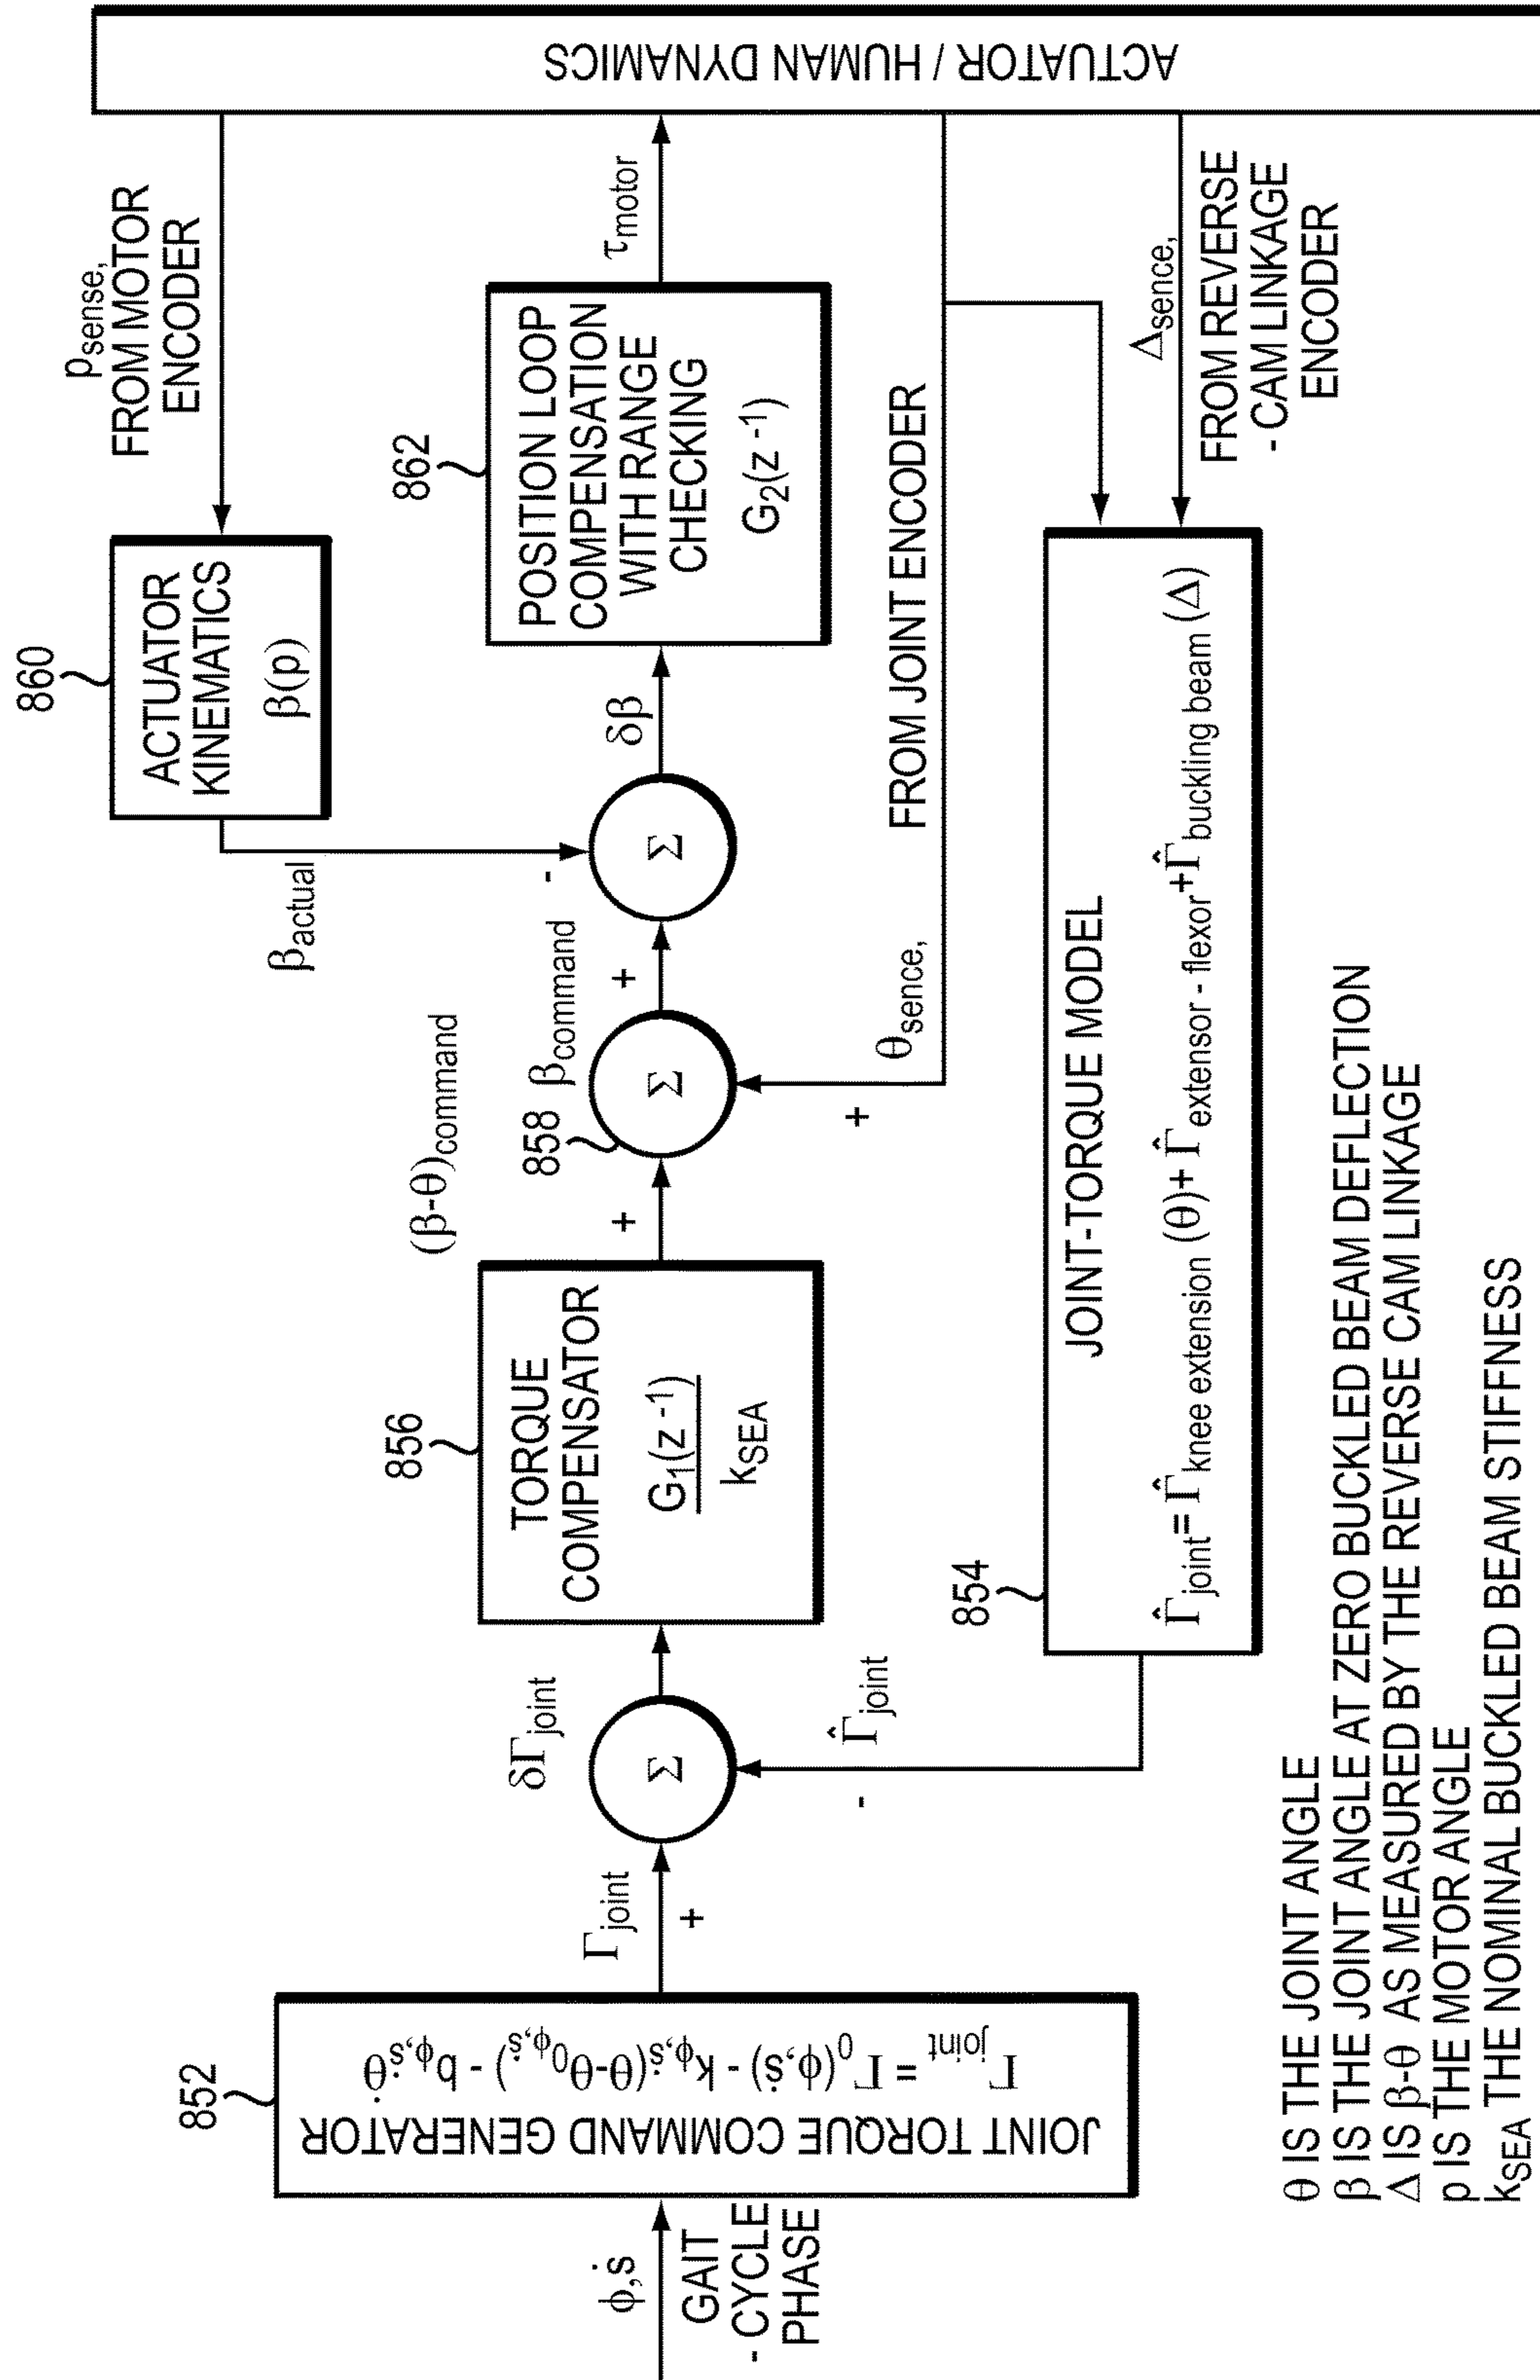 ϕ,ṡ
GAIT
- CYCLE
PHASE
852
JOINT TORQUE COMMAND GENERATOR
Γjoint = Γ0(ϕ,ṡ) - kϕ,ṡ(θ-θ0ϕ,ṡ) - bϕ,ṡθ̇
Γjoint
+
Σ
δΓjoint
-
Γ̂joint
856
TORQUE
COMPENSATOR
G1(z -1)
kSEA
(β-θ)command
+
858
Σ
+
θsence,
FROM JOINT ENCODER
βcommand
+
Σ
-
βactual
δβ
860
ACTUATOR
KINEMATICS
β(p)
psense,
FROM MOTOR
ENCODER
862
POSITION LOOP
COMPENSATION
WITH RANGE
CHECKING
G2(z -1)
τmotor
ACTUATOR / HUMAN DYNAMICS
Δsence,
FROM REVERSE
- CAM LINKAGE
ENCODER
854
JOINT-TORQUE MODEL
Γ̂joint= Γ̂knee extension (θ)+ Γ̂extensor - flexor+Γ̂buckling beam (Δ)
θ IS THE JOINT ANGLE
β IS THE JOINT ANGLE AT ZERO BUCKLED BEAM DEFLECTION
Δ IS β-θ AS MEASURED BY THE REVERSE CAM LINKAGE
p IS THE MOTOR ANGLE
kSEA THE NOMINAL BUCKLED BEAM STIFFNESS